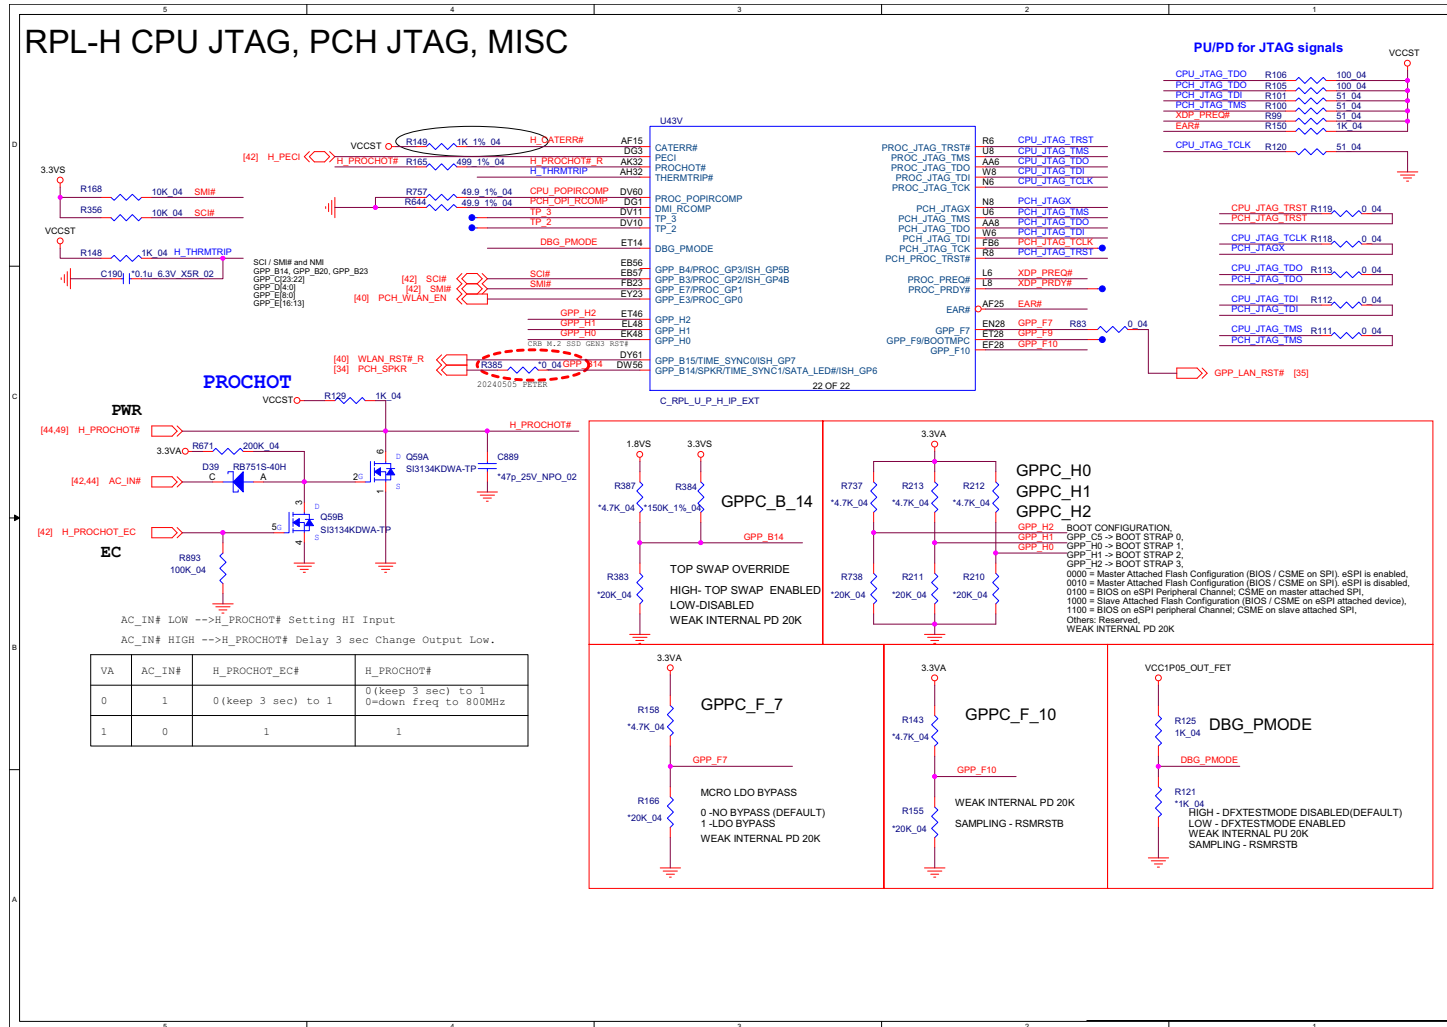 5
4
3
2
1
RPL-H CPU JTAG, PCH JTAG, MISC
PU/PD for JTAG signals
VCCST
CPU_JTAG_TDO R106 100_04
PCH_JTAG_TDO R105 100_04
PCH_JTAG_TDI R101 51_04
PCH_JTAG_TMS R100 51_04
XDP_PREQ# R99 51_04
EAR# R150 1K_04
CPU_JTAG_TCLK R120 51_04
CPU_JTAG_TRST R119 0_04
PCH_JTAG_TRST
CPU_JTAG_TCLK R118 0_04
PCH_JTAGX
CPU_JTAG_TDO R113 0_04
PCH_JTAG_TDO
CPU_JTAG_TDI R112 0_04
PCH_JTAG_TDI
CPU_JTAG_TMS R111 0_04
PCH_JTAG_TMS
D
C
B
A
U43V
VCCST R149 1K_1%_04 H_CATERR# AF15 CATERR#
[42] H_PECI DG3 PECI
H_PROCHOT# R165 499_1%_04 H_PROCHOT#_R AK32 PROCHOT#
H_THRMTRIP AH32 THERMTRIP#
R757 49.9_1%_04 CPU_POPIRCOMP DV60 PROC_POPIRCOMP
R644 49.9_1%_04 PCH_OPI_RCOMP DG1 DMI_RCOMP
TP_3 DV11 TP_3
TP_2 DV10 TP_2
DBG_PMODE ET14 DBG_PMODE
EB56 GPP_B4/PROC_GP3/ISH_GP5B
[42] SCI# SCI# EB57 GPP_B3/PROC_GP2/ISH_GP4B
[42] SMI# SMI# FB23 GPP_E7/PROC_GP1
[40] PCH_WLAN_EN EY23 GPP_E3/PROC_GP0
GPP_H2 ET46 GPP_H2
GPP_H1 EL48 GPP_H1
GPP_H0 EK48 GPP_H0
CRB M.2 SSD GEN3 RST#
[40] WLAN_RST#_R DY61 GPP_B15/TIME_SYNC0/ISH_GP7
[34] PCH_SPKR R385 *0_04 GPP_B14 DW56 GPP_B14/SPKR/TIME_SYNC1/SATA_LED#/ISH_GP6
20240505 PETER
22 OF 22
C_RPL_U_P_H_IP_EXT
PROC_JTAG_TRST# R6 CPU_JTAG_TRST
PROC_JTAG_TMS U8 CPU_JTAG_TMS
PROC_JTAG_TDO AA6 CPU_JTAG_TDO
PROC_JTAG_TDI W8 CPU_JTAG_TDI
PROC_JTAG_TCK N6 CPU_JTAG_TCLK
PCH_JTAGX N8 PCH_JTAGX
PCH_JTAG_TMS U6 PCH_JTAG_TMS
PCH_JTAG_TDO AA8 PCH_JTAG_TDO
PCH_JTAG_TDI W6 PCH_JTAG_TDI
PCH_JTAG_TCK FB6 PCH_JTAG_TCLK
PCH_PROC_TRST# R8 PCH_JTAG_TRST
PROC_PREQ# L6 XDP_PREQ#
PROC_PRDY# L8 XDP_PRDY#
EAR# AF25 EAR#
GPP_F7 EN28 GPP_F7 R83 0_04
GPP_F9/BOOTMPC ET28 GPP_F9
GPP_F10 EF28 GPP_F10
GPP_LAN_RST# [35]
3.3VS
R168 10K_04 SMI#
R356 10K_04 SCI#
VCCST
R148 1K_04 H_THRMTRIP
C190 *0.1u_6.3V_X5R_02
SCI / SMI# and NMI
GPP_B14, GPP_B20, GPP_B23
GPP_C[23:22]
GPP_D[4:0]
GPP_E[8:0]
GPP_E[16:13]
PROCHOT
VCCST R129 1K_04
PWR
[44,49] H_PROCHOT# H_PROCHOT#
3.3VA R671 200K_04
D39 RB751S-40H
C A
[42,44] AC_IN#
6 D Q59A
SI3134KDWA-TP
2 G
1 S
C889
*47p_25V_NPO_02
3 D
Q59B
SI3134KDWA-TP
5 G
4 S
[42] H_PROCHOT_EC
EC
R893
100K_04
AC_IN# LOW -->H_PROCHOT# Setting HI Input
AC_IN# HIGH -->H_PROCHOT# Delay 3 sec Change Output Low.
VA AC_IN# H_PROCHOT_EC# H_PROCHOT#
0 1 0(keep 3 sec) to 1 0(keep 3 sec) to 1
0=down freq to 800MHz
1 0 1 1
1.8VS 3.3VS
R387 *4.7K_04
R384 *150K_1%_04
GPPC_B_14
GPP_B14
R383 *20K_04
TOP SWAP OVERRIDE
HIGH- TOP SWAP ENABLED
LOW-DISABLED
WEAK INTERNAL PD 20K
3.3VA
R737 *4.7K_04
R213 *4.7K_04
R212 *4.7K_04
GPPC_H0
GPPC_H1
GPPC_H2
GPP_H2
GPP_H1
GPP_H0
R738 *20K_04
R211 *20K_04
R210 *20K_04
BOOT CONFIGURATION,
GPP_C5 -> BOOT STRAP 0,
GPP_H0 -> BOOT STRAP 1,
GPP_H1 -> BOOT STRAP 2,
GPP_H2 -> BOOT STRAP 3,
0000 = Master Attached Flash Configuration (BIOS / CSME on SPI). eSPI is enabled,
0010 = Master Attached Flash Configuration (BIOS / CSME on SPI). eSPI is disabled,
0100 = BIOS on eSPI Peripheral Channel; CSME on master attached SPI,
1000 = Slave Attached Flash Configuration (BIOS / CSME on eSPI attached device),
1100 = BIOS on eSPI peripheral Channel; CSME on slave attached SPI,
Others: Reserved,
WEAK INTERNAL PD 20K
3.3VA
R158 *4.7K_04
GPPC_F_7
GPP_F7
R166 *20K_04
MCRO LDO BYPASS
0 -NO BYPASS (DEFAULT)
1 -LDO BYPASS
WEAK INTERNAL PD 20K
3.3VA
R143 *4.7K_04
GPPC_F_10
GPP_F10
R155 *20K_04
WEAK INTERNAL PD 20K
SAMPLING - RSMRSTB
VCC1P05_OUT_FET
R125 1K_04
DBG_PMODE
DBG_PMODE
R121 *1K_04
HIGH - DFXTESTMODE DISABLED(DEFAULT)
LOW - DFXTESTMODE ENABLED
WEAK INTERNAL PU 20K
SAMPLING - RSMRSTB
5
4
3
2
1